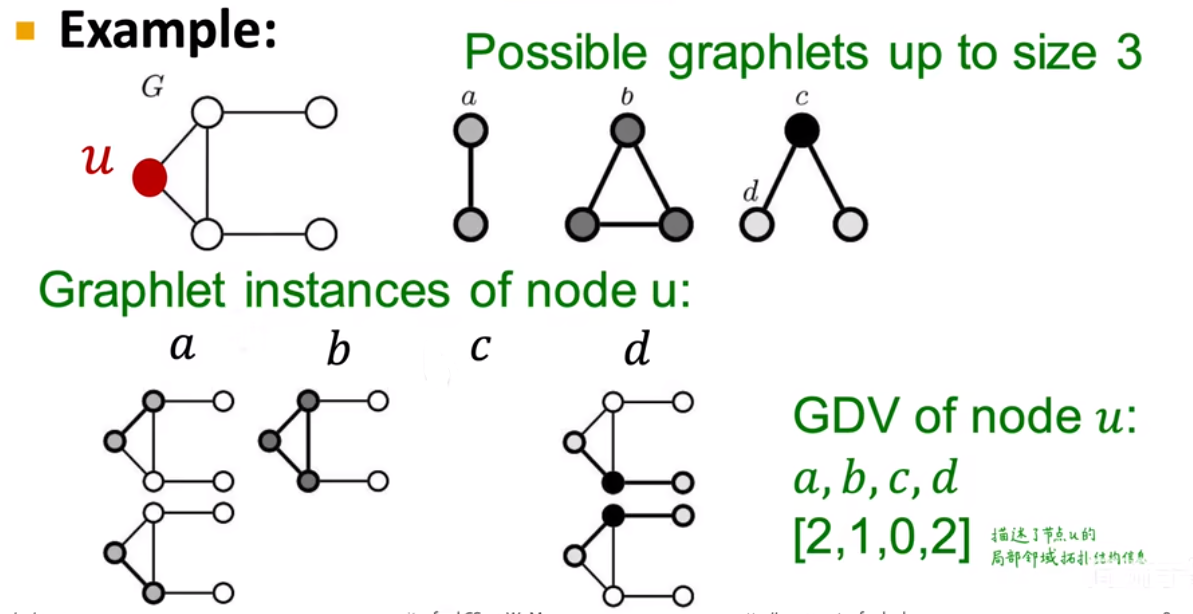 Example:
Possible graphlets up to size 3
G
a
b
c
u
d
Graphlet instances of node u:
a
b
c
d
GDV of node u:
a, b, c, d
[2,1,0,2]
描述了节点u的
局部邻域拓扑结构信息